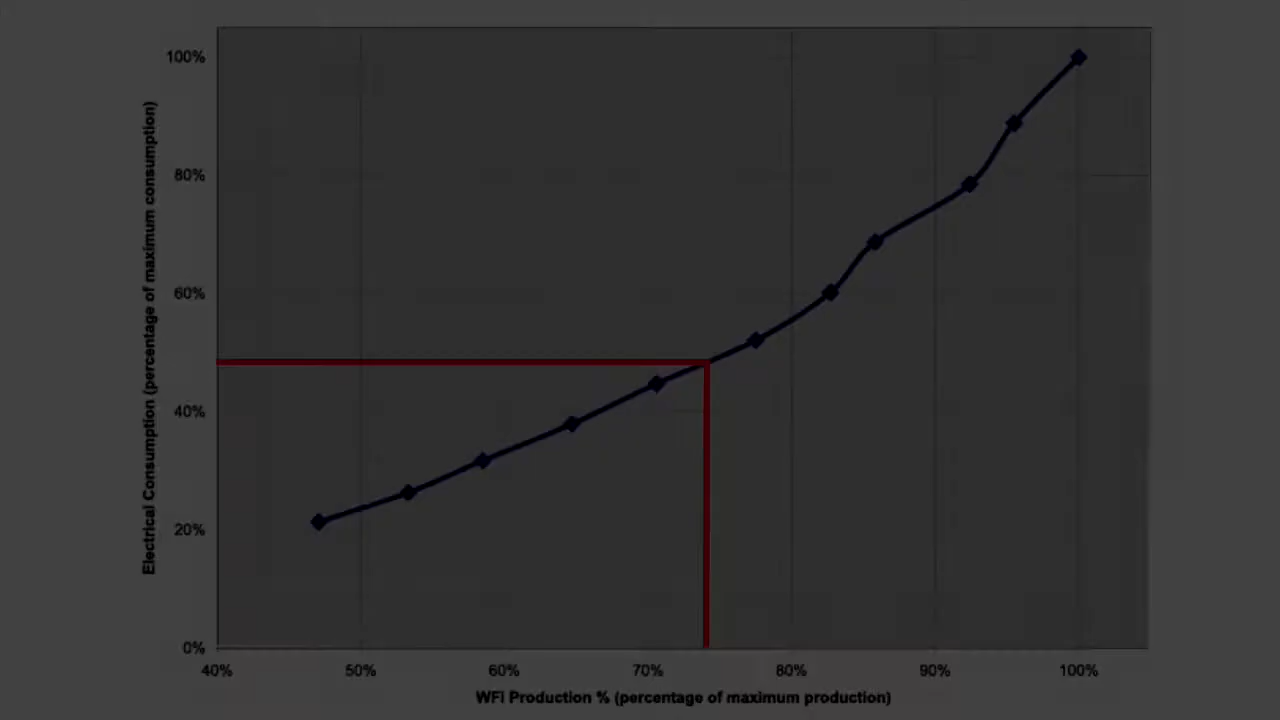 100%
80%
60%
40%
20%
0%
Electrical Consumption (percentage of maximum consumption)
40% 50% 60% 70% 80% 90% 100%
WFI Production % (percentage of maximum production)